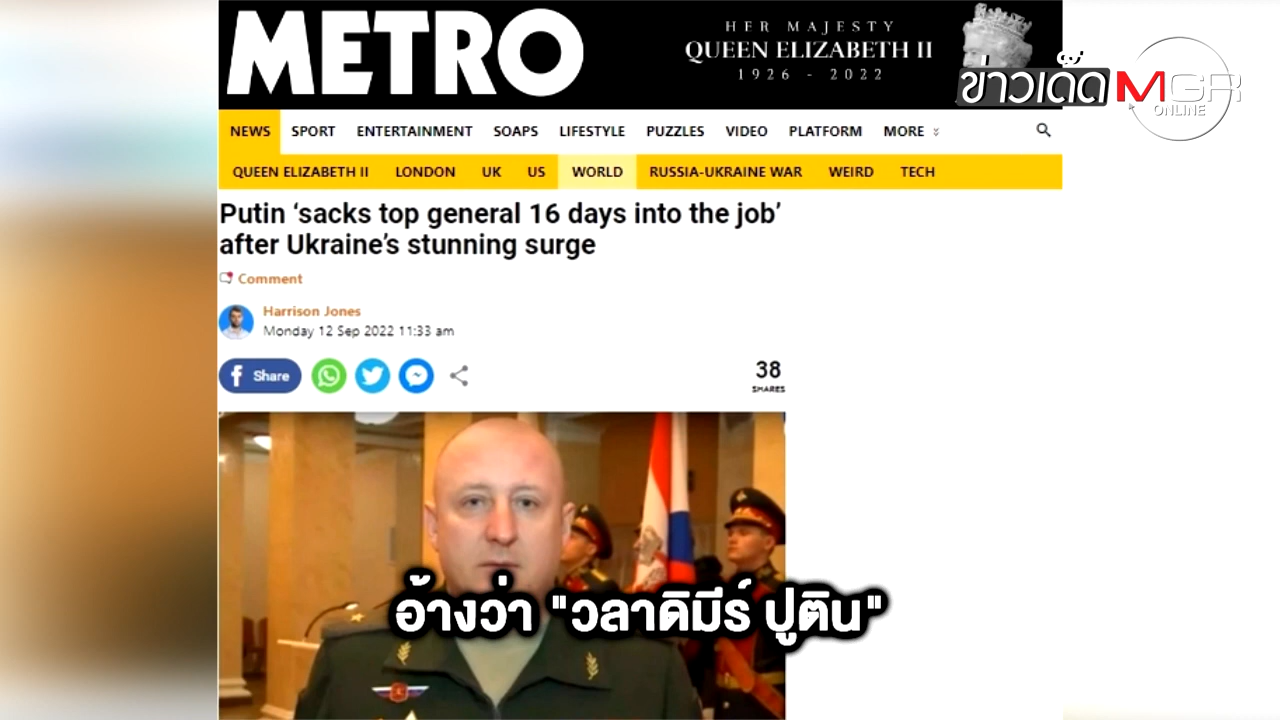 METRO
HER MAJESTY
QUEEN ELIZABETH II
1926 - 2022
ข่าวเด็ด MGR
ONLINE
NEWS SPORT ENTERTAINMENT SOAPS LIFESTYLE PUZZLES VIDEO PLATFORM MORE
QUEEN ELIZABETH II LONDON UK US WORLD RUSSIA-UKRAINE WAR WEIRD TECH
Putin ‘sacks top general 16 days into the job’
after Ukraine’s stunning surge
Comment
Harrison Jones
Monday 12 Sep 2022 11:33 am
Share
38
SHARES
อ้างว่า "วลาดิมีร์ ปูติน"